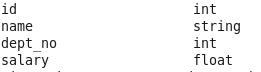 id int
name string
dept_no int
salary float